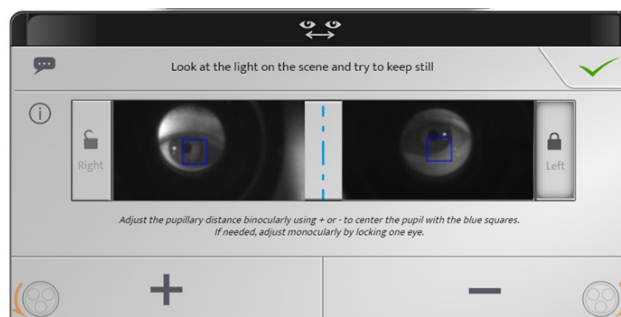 Look at the light on the scene and try to keep still
Right
Left
Adjust the pupillary distance binocularly using + or - to center the pupil with the blue squares.
If needed, adjust monocularly by locking one eye.